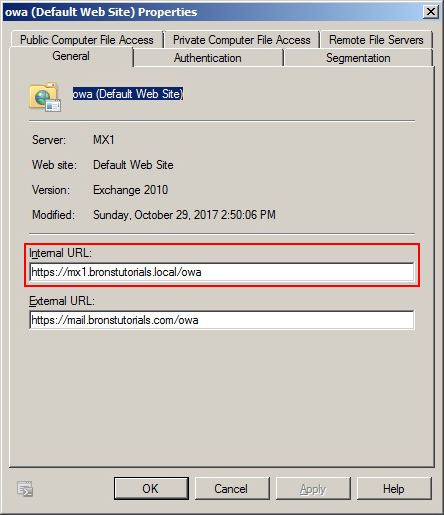 owa (Default Web Site) Properties
Public Computer File Access Private Computer File Access Remote File Servers
General Authentication Segmentation
owa (Default Web Site)
Server: MX1
Web site: Default Web Site
Version: Exchange 2010
Modified: Sunday, October 29, 2017 2:50:06 PM
Internal URL:
https://mx1.bronstutorials.local/owa
External URL:
https://mail.bronstutorials.com/owa
OK Cancel Apply Help